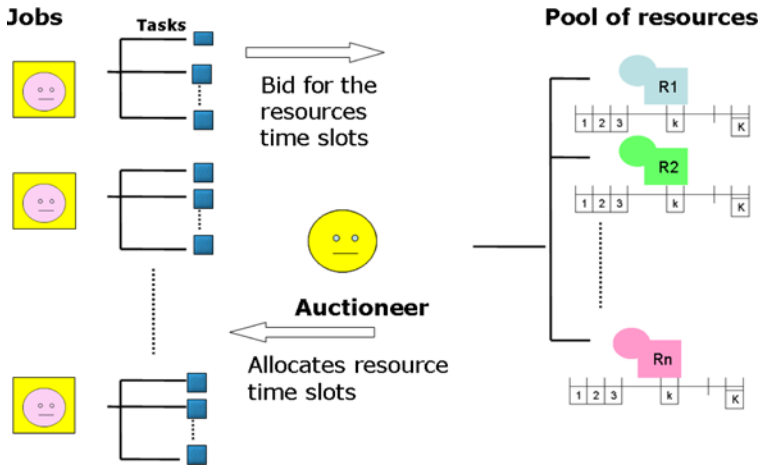 Jobs
Tasks
Bid for the
resources
time slots
Auctioneer
Allocates resource
time slots
Pool of resources
R1
1 2 3 k K
R2
1 2 3 k K
Rn
1 2 3 k K